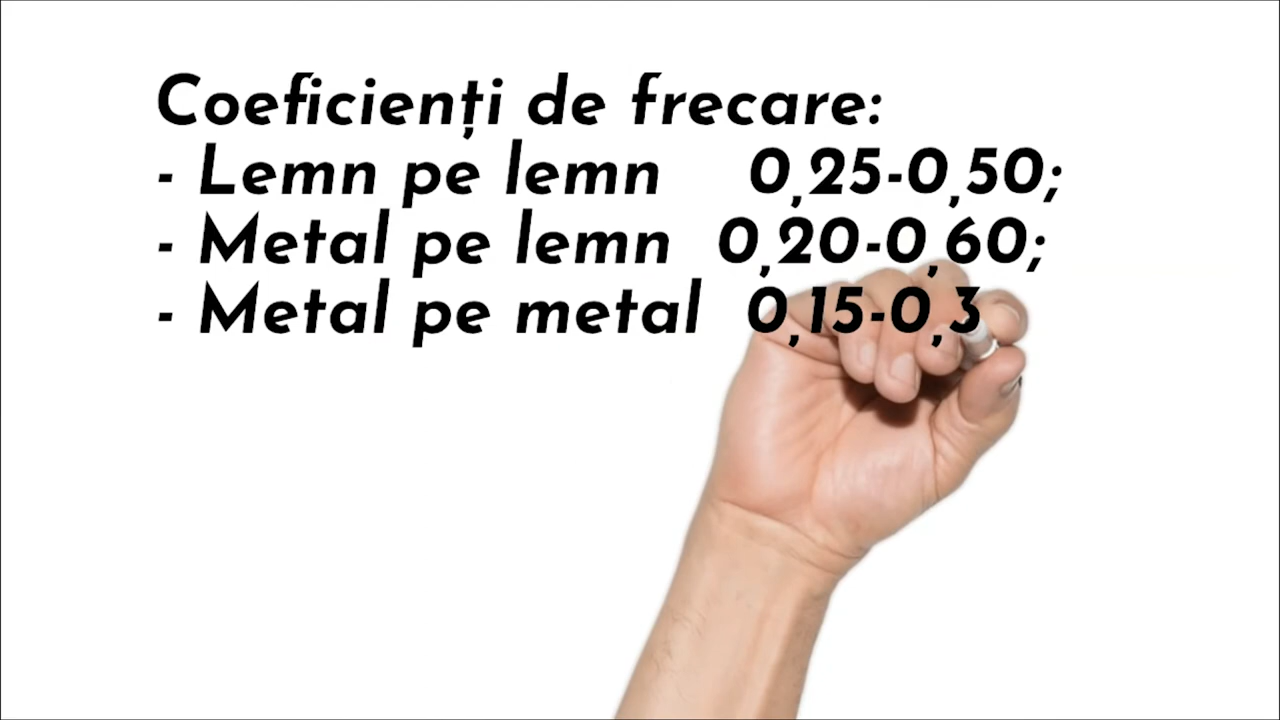 Coeficienți de frecare:
- Lemn pe lemn 0,25-0,50;
- Metal pe lemn 0,20-0,60;
- Metal pe metal 0,15-0,3